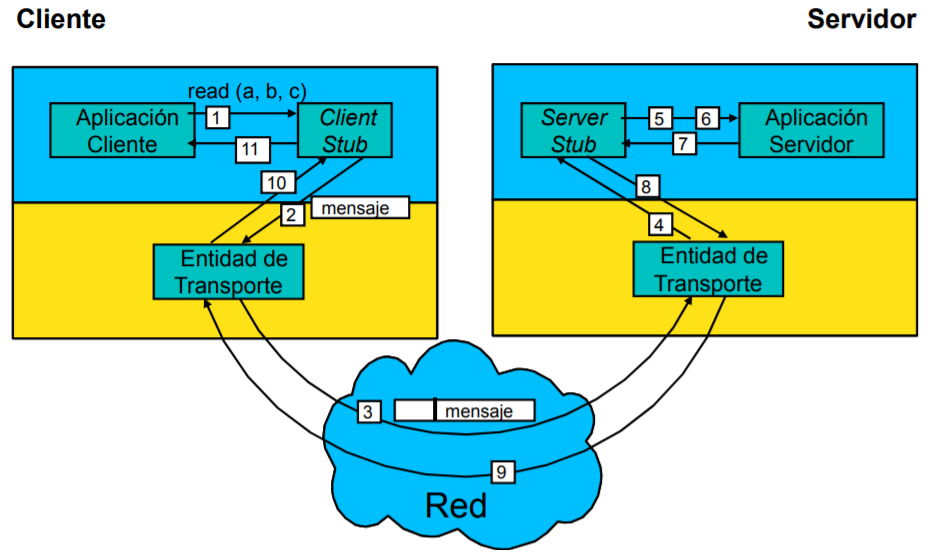 Cliente
Servidor
read (a, b, c)
Aplicación
Cliente
1
11
Client
Stub
Server
Stub
5
6
7
Aplicación
Servidor
10
2
mensaje
8
4
Entidad de
Transporte
Entidad de
Transporte
3
mensaje
9
Red